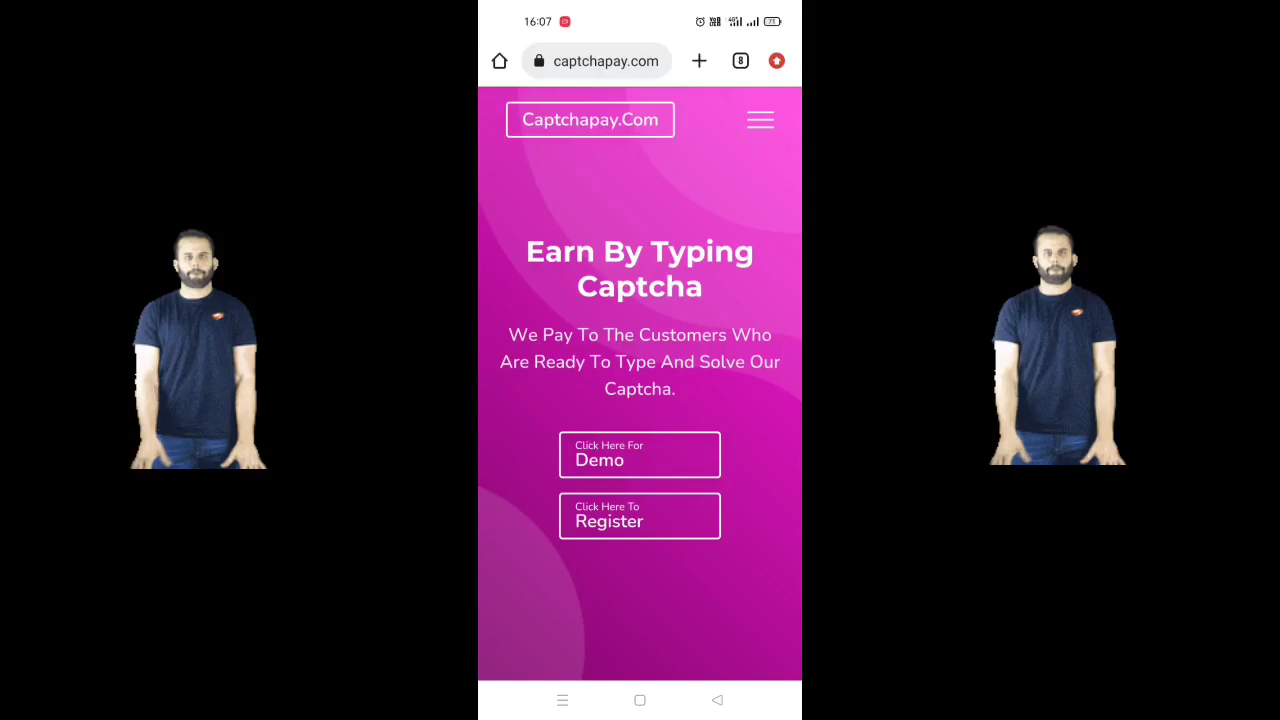 16:07
captchapay.com
8
Captchapay.Com
Earn By Typing
Captcha
We Pay To The Customers Who
Are Ready To Type And Solve Our
Captcha.
Click Here For
Demo
Click Here To
Register